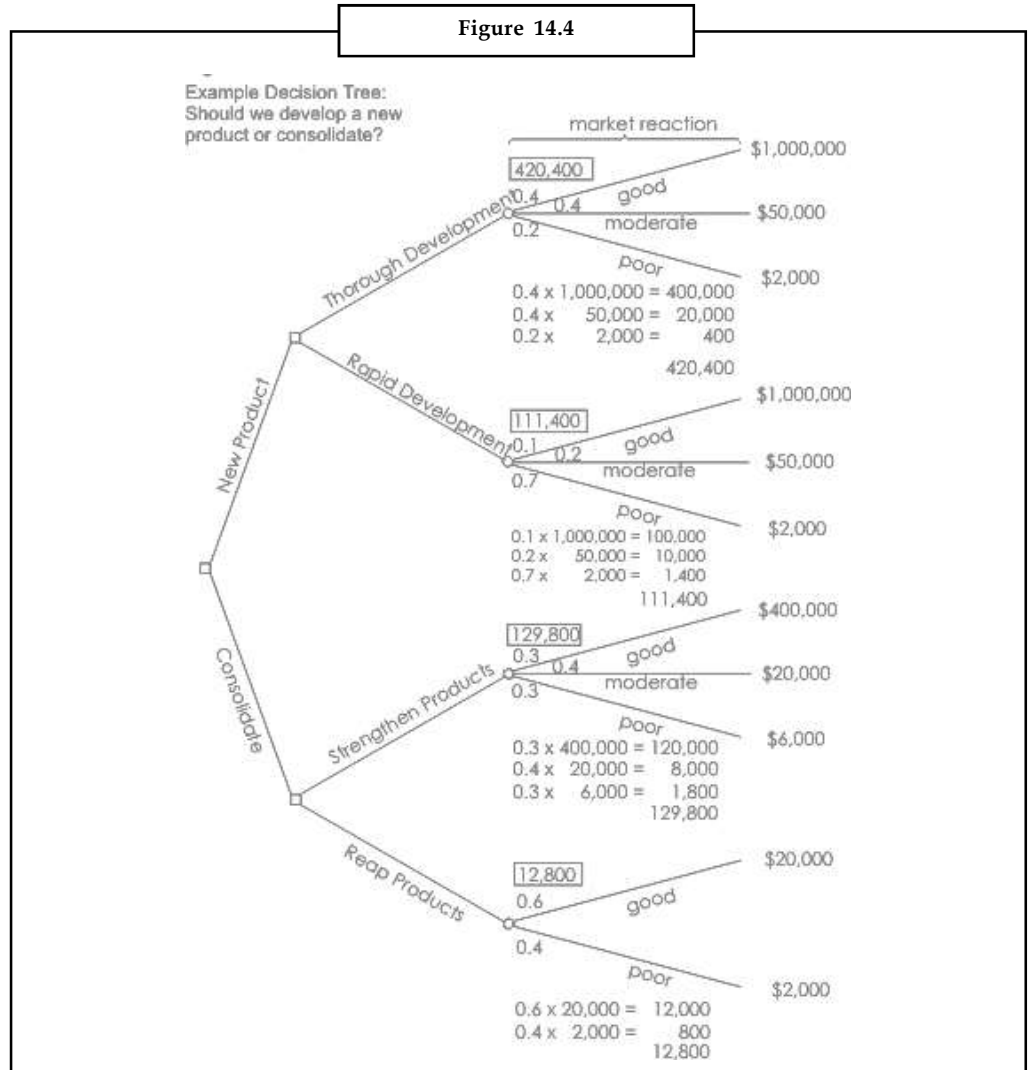 Figure 14.4
Example Decision Tree:
Should we develop a new
product or consolidate?
market reaction
New Product
Thorough Development
420,400
0.4
0.4
0.2
good
$1,000,000
moderate
$50,000
poor
$2,000
0.4 x 1,000,000 = 400,000
0.4 x 50,000 = 20,000
0.2 x 2,000 = 400
420,400
Rapid Development
111,400
0.1
0.2
0.7
good
$1,000,000
moderate
$50,000
poor
$2,000
0.1 x 1,000,000 = 100,000
0.2 x 50,000 = 10,000
0.7 x 2,000 = 1,400
111,400
Consolidate
Strengthen Products
129,800
0.3
0.4
0.3
good
$400,000
moderate
$20,000
poor
$6,000
0.3 x 400,000 = 120,000
0.4 x 20,000 = 8,000
0.3 x 6,000 = 1,800
129,800
Reap Products
12,800
0.6
0.4
good
$20,000
poor
$2,000
0.6 x 20,000 = 12,000
0.4 x 2,000 = 800
12,800